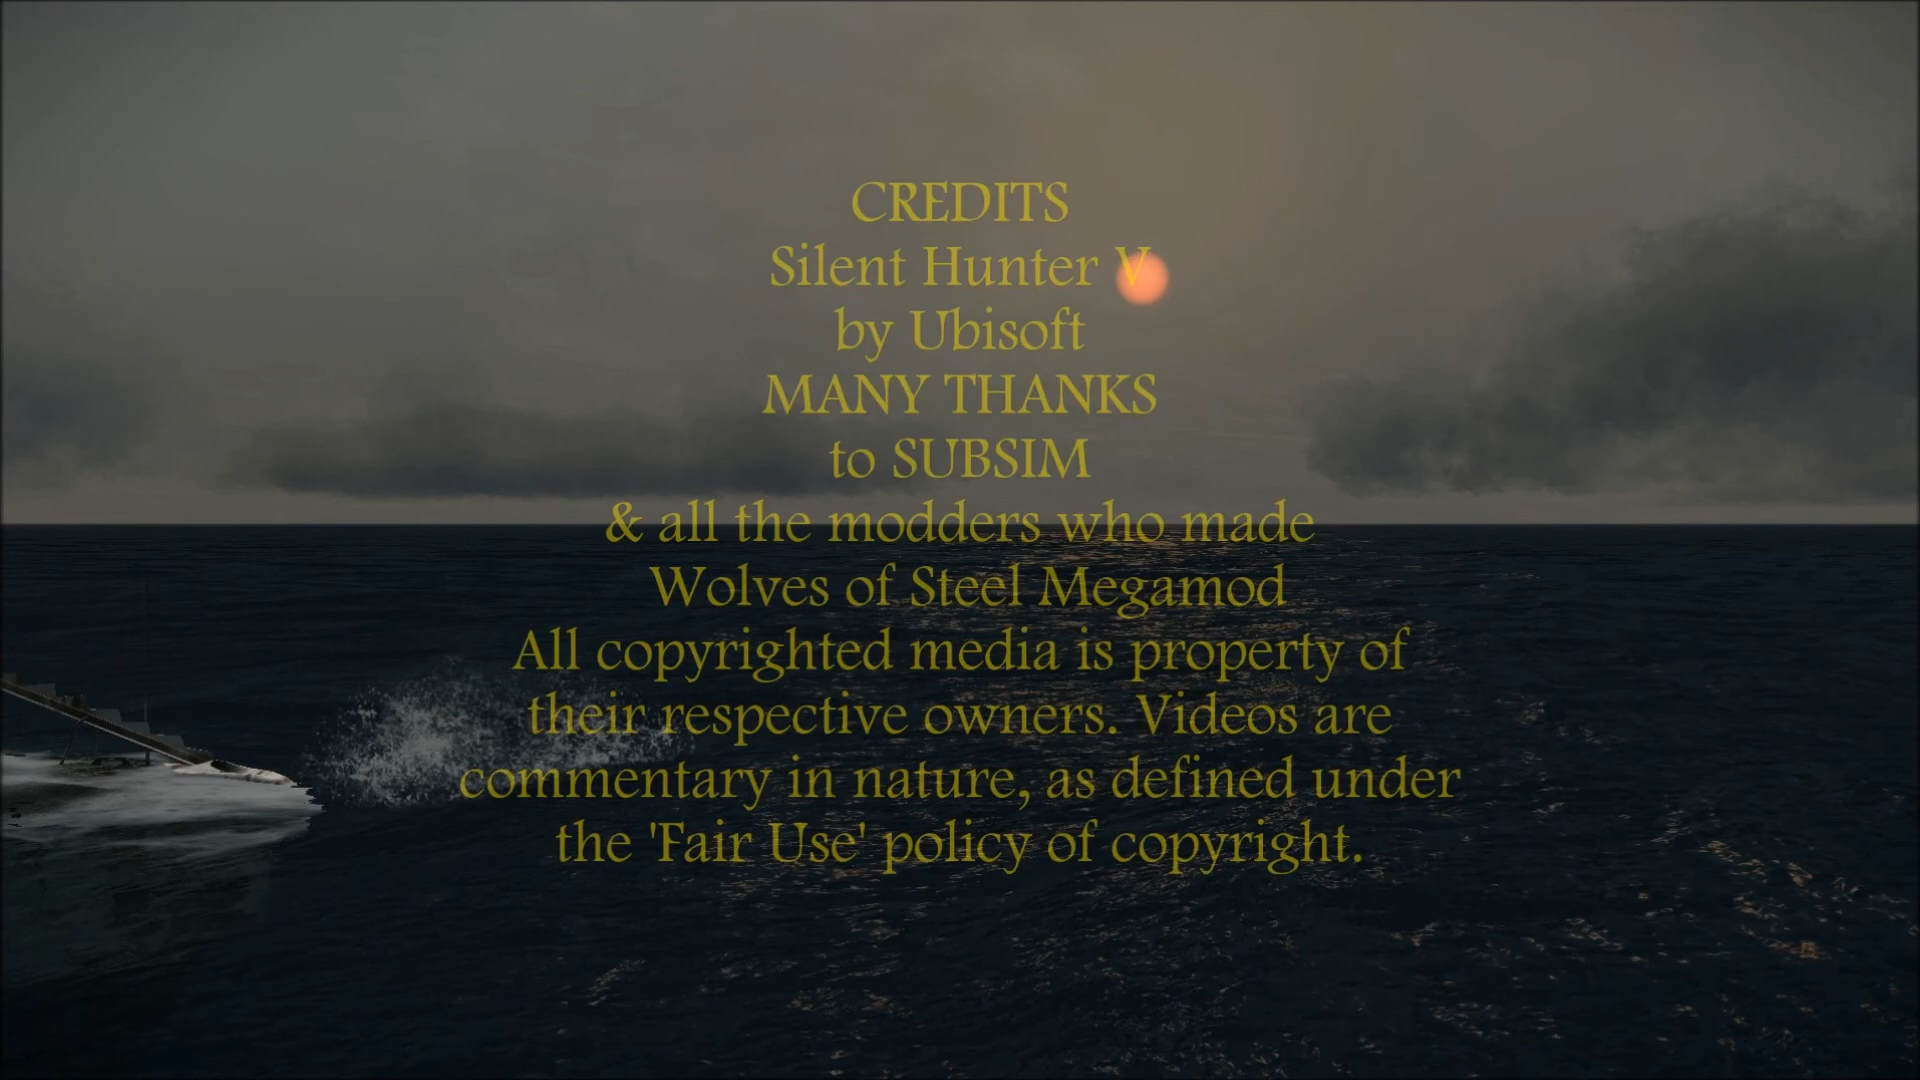 CREDITS
Silent Hunter V
by Ubisoft
MANY THANKS
to SUBSIM
& all the modders who made
Wolves of Steel Megamod
All copyrighted media is property of
their respective owners. Videos are
commentary in nature, as defined under
the 'Fair Use' policy of copyright.